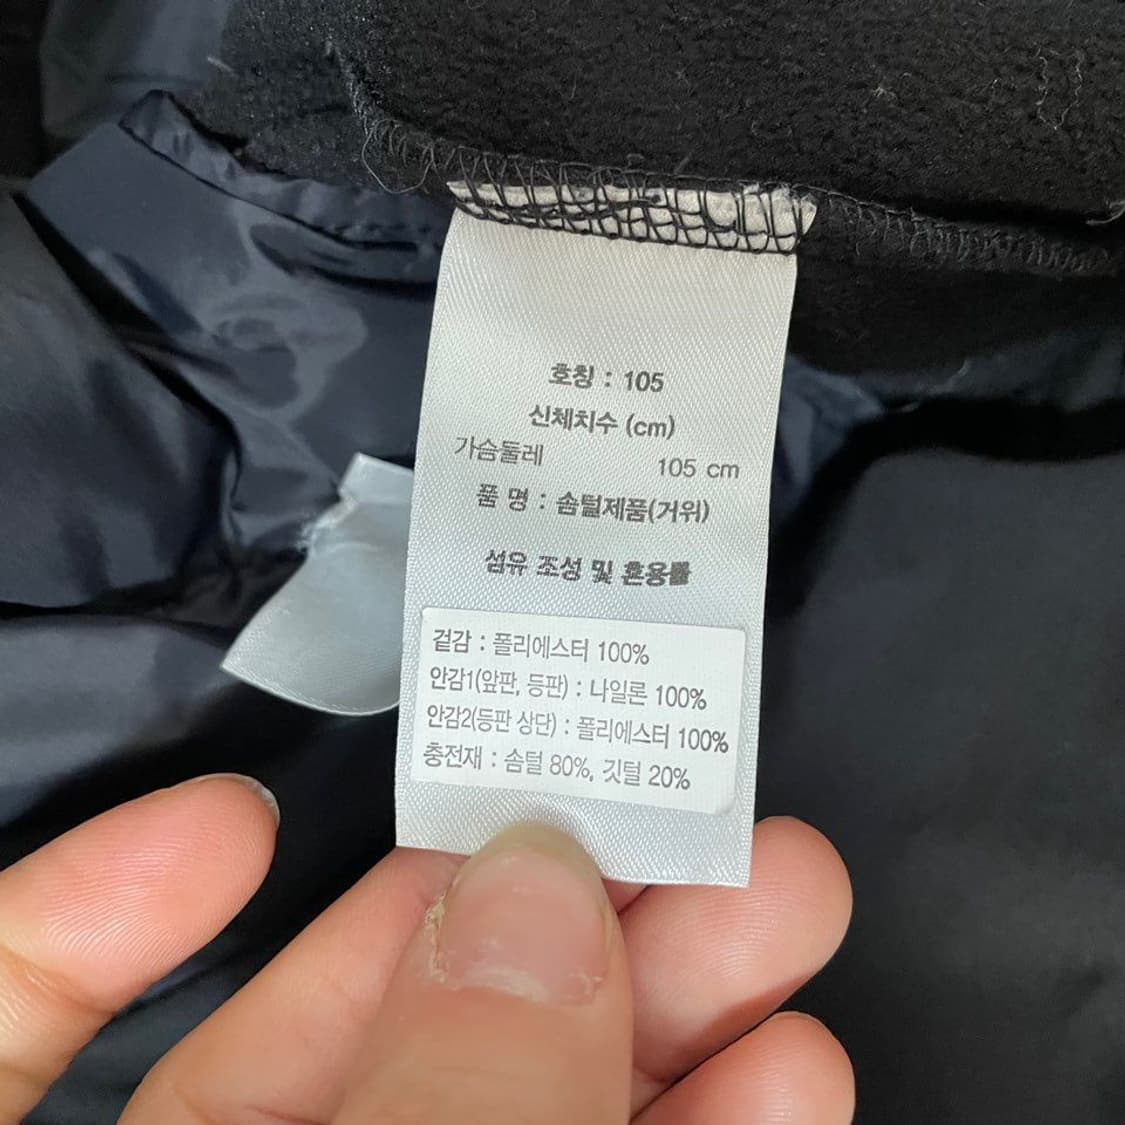 호칭 : 105
신체치수 (cm)
가슴둘레 105 cm
품 명 : 솜털제품(거위)
섬유 조성 및 혼용률
겉감 : 폴리에스터 100%
안감1(앞판, 등판) : 나일론 100%
안감2(등판 상단) : 폴리에스터 100%
충전재 : 솜털 80%, 깃털 20%